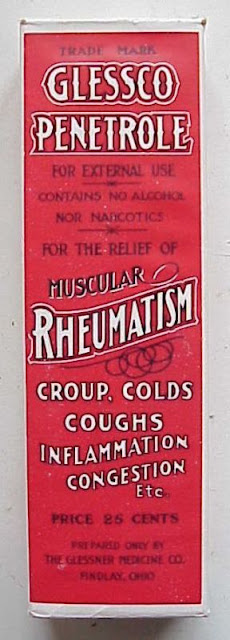 TRADE MARK
GLESSCO
PENETROLE
FOR EXTERNAL USE
CONTAINS NO ALCOHOL
NOR NARCOTICS
FOR THE RELIEF OF
MUSCULAR
RHEUMATISM
CROUP, COLDS
COUGHS
INFLAMMATION
CONGESTION
Etc.
PRICE 25 CENTS
PREPARED ONLY BY
THE GLESSNER MEDICINE CO.
FINDLAY, OHIO